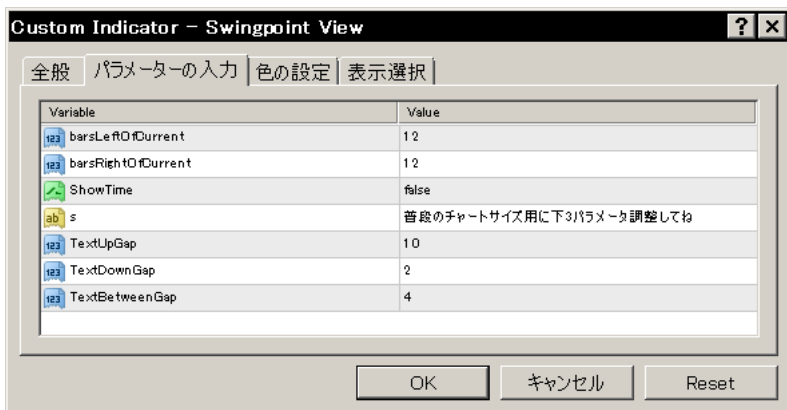 Custom Indicator - Swingpoint View
全般 パラメーターの入力 色の設定 表示選択
Variable Value
barsLeftOfCurrent 12
barsRightOfCurrent 12
ShowTime false
s 普段のチャートサイズ用に下3パラメータ調整してね
TextUpGap 10
TextDownGap 2
TextBetweenGap 4
OK キャンセル Reset